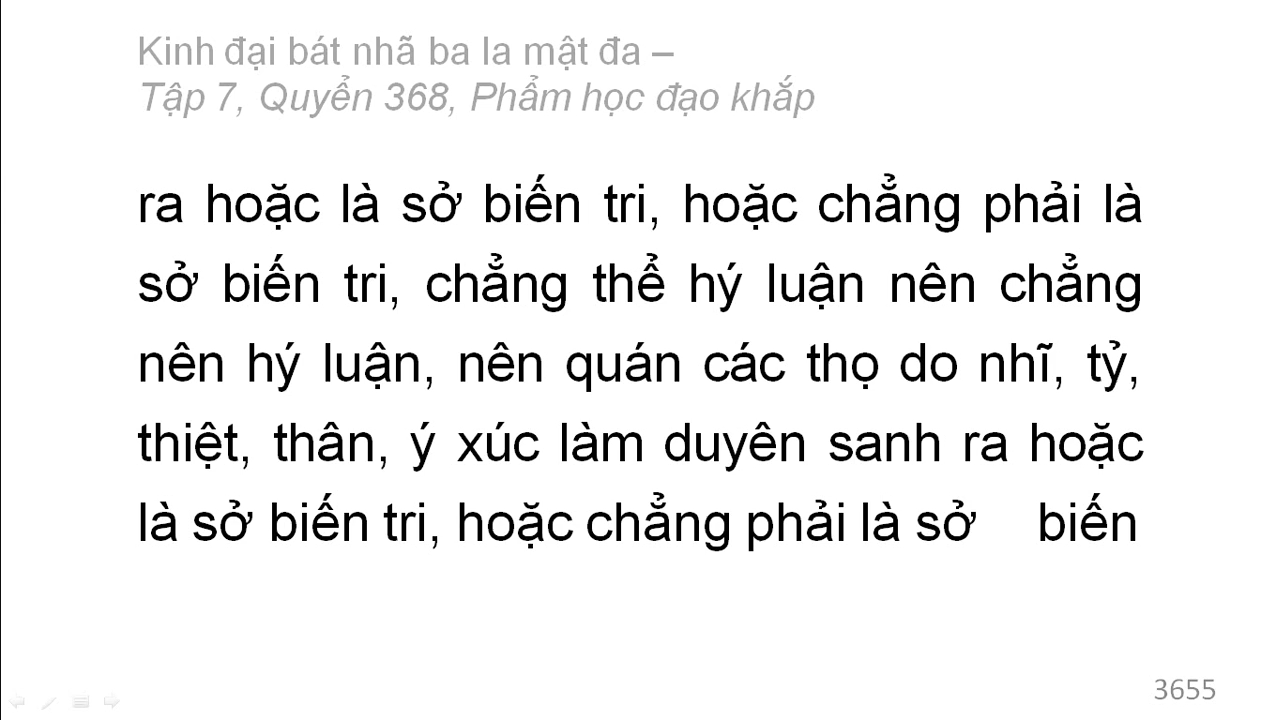 Kinh đại bát nhã ba la mật đa –
Tập 7, Quyển 368, Phẩm học đạo khắp
ra hoặc là sở biến tri, hoặc chẳng phải là
sở biến tri, chẳng thể hý luận nên chẳng
nên hý luận, nên quán các thọ do nhĩ, tỷ,
thiệt, thân, ý xúc làm duyên sanh ra hoặc
là sở biến tri, hoặc chẳng phải là sở biến
3655